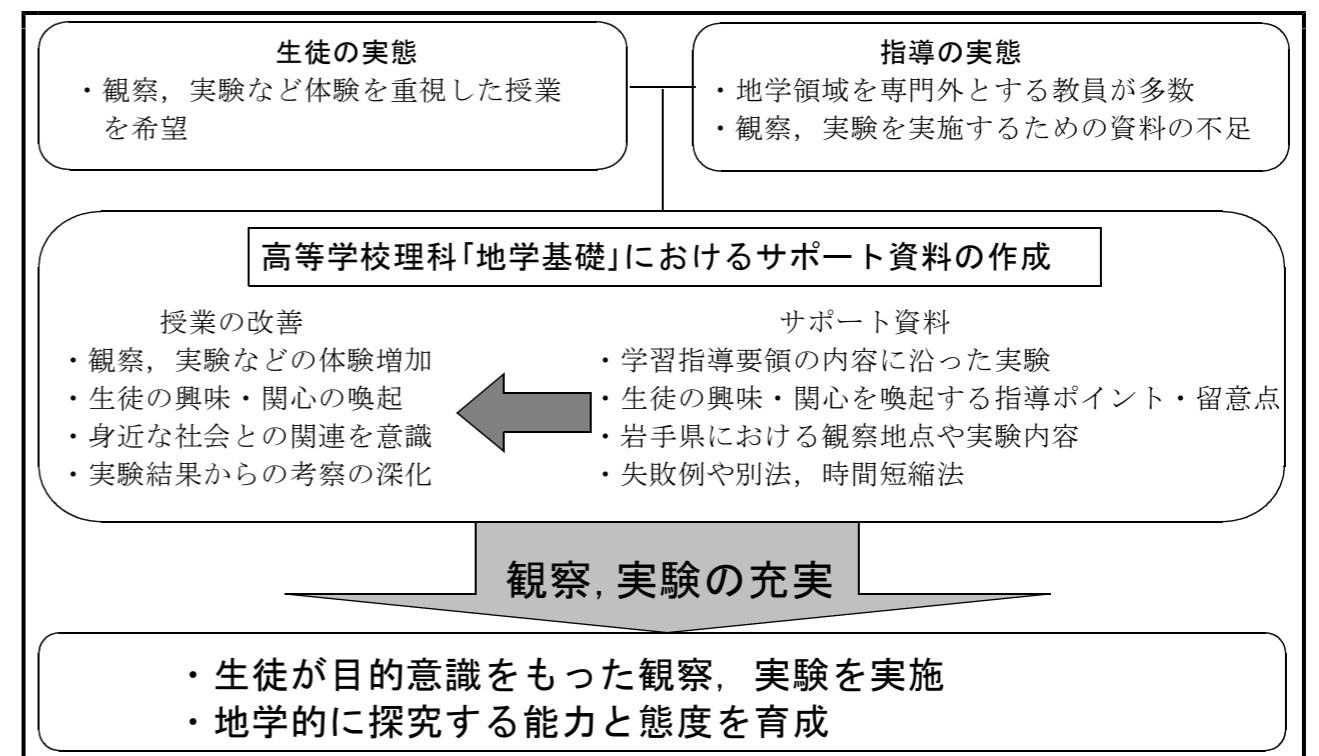 生徒の実態
・観察，実験など体験を重視した授業
を希望
指導の実態
・地学領域を専門外とする教員が多数
・観察，実験を実施するための資料の不足
高等学校理科「地学基礎」におけるサポート資料の作成
授業の改善
・観察，実験などの体験増加
・生徒の興味・関心の喚起
・身近な社会との関連を意識
・実験結果からの考察の深化
サポート資料
・学習指導要領の内容に沿った実験
・生徒の興味・関心を喚起する指導ポイント・留意点
・岩手県における観察地点や実験内容
・失敗例や別法，時間短縮法
観察，実験の充実
・生徒が目的意識をもった観察，実験を実施
・地学的に探究する能力と態度を育成